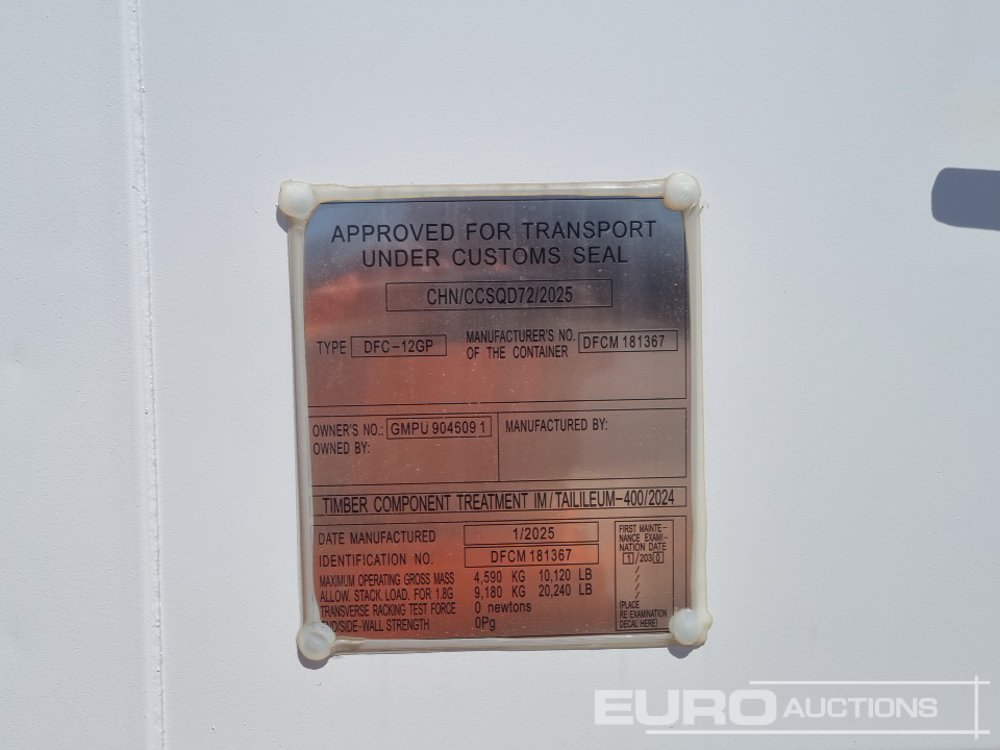 APPROVED FOR TRANSPORT
UNDER CUSTOMS SEAL
CHN/CCSQD72/2025
TYPE DFC-12GP
MANUFACTURER'S NO.
OF THE CONTAINER DFCM 181367
OWNER'S NO.: GMPU 904609 1
OWNED BY:
MANUFACTURED BY:
TIMBER COMPONENT TREATMENT IM/TAILILEUM-400/2024
DATE MANUFACTURED 1/2025
IDENTIFICATION NO. DFCM 181367
MAXIMUM OPERATING GROSS MASS 4,590 KG 10,120 LB
ALLOW. STACK. LOAD. FOR 1.8G 9,180 KG 20,240 LB
TRANSVERSE RACKING TEST FORCE 0 newtons
END/SIDE-WALL STRENGTH 0Pg
FIRST MAINTE-
NANCE EXAMI-
NATION DATE
1/2030
/
/
/
(PLACE
RE EXAMINATION
DECAL HERE)
EURO AUCTIONS